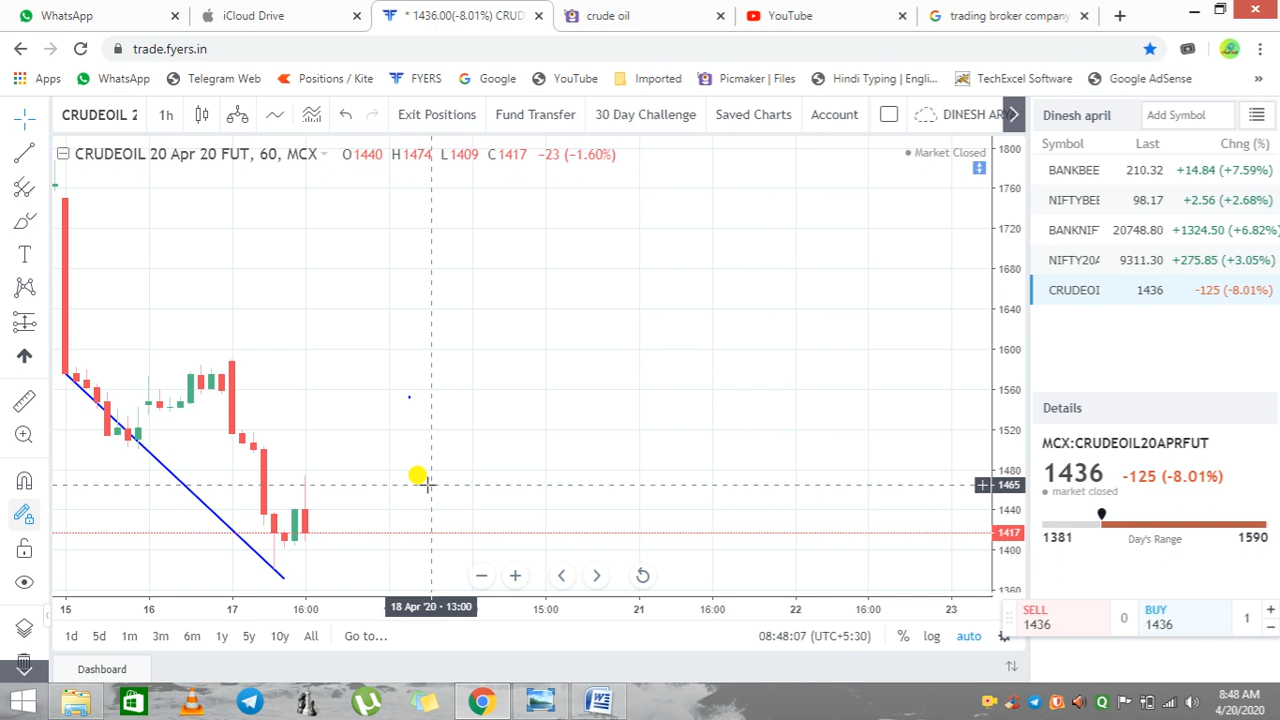 WhatsApp
iCloud Drive
* 1436.00(-8.01%) CRUD
crude oil
YouTube
trading broker company
trade.fyers.in
Apps
WhatsApp
Telegram Web
Positions / Kite
FYERS
Google
YouTube
Imported
Picmaker | Files
Hindi Typing | Engli...
TechExcel Software
Google AdSense
»
CRUDEOIL 2
1h
Exit Positions
Fund Transfer
30 Day Challenge
Saved Charts
Account
DINESH AR
Dinesh april
Add Symbol
CRUDEOIL 20 Apr 20 FUT, 60, MCX
O1440 H1474 L1409 C1417 −23 (−1.60%)
Market Closed
Symbol Last Chng (%)
BANKBEE 210.32 +14.84 (+7.59%)
NIFTYBEE 98.17 +2.56 (+2.68%)
BANKNIF 20748.80 +1324.50 (+6.82%)
NIFTY20A 9311.30 +275.85 (+3.05%)
CRUDEOI 1436 -125 (-8.01%)
1800
1760
1720
1680
1640
1600
1560
1520
1480
1465
1440
1417
1400
1360
Details
MCX:CRUDEOIL20APRFUT
1436 -125 (-8.01%)
market closed
1381 Day's Range 1590
15 16 17 16:00 18 Apr '20 - 13:00 15:00 21 16:00 22 16:00 23
SELL 1436
0
BUY 1436
1
1d 5d 1m 3m 6m 1y 5y 10y All Go to...
08:48:07 (UTC+5:30) % log auto
Dashboard
8:48 AM
4/20/2020